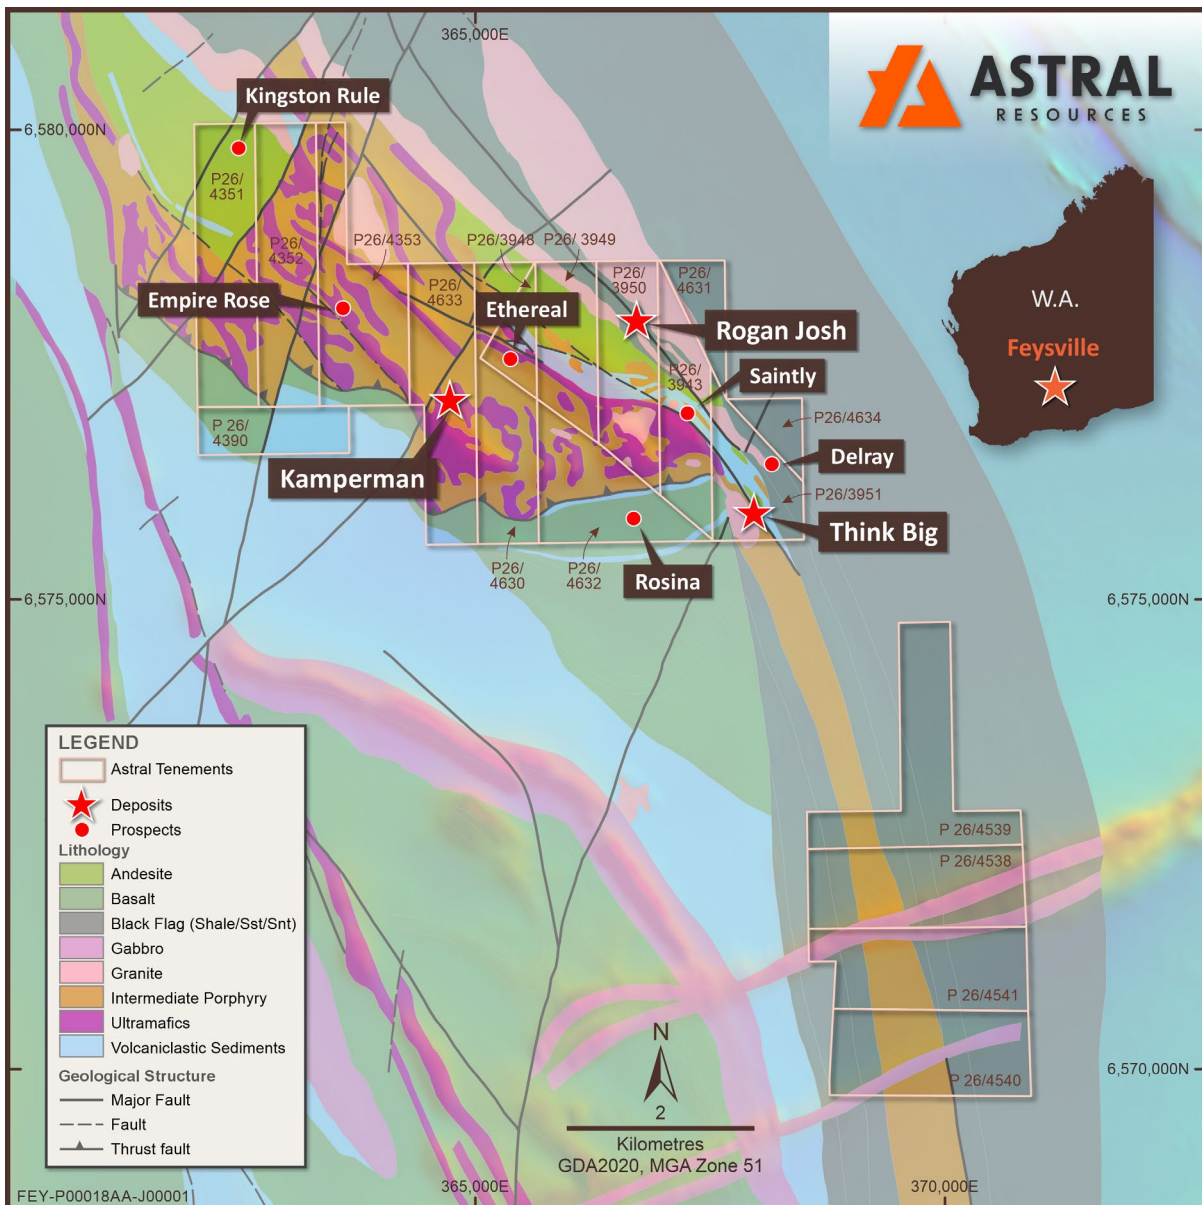 365,000E
ASTRAL
RESOURCES
Kingston Rule
6,580,000N
P26/
4351
P26/
4352
P26/4353
P26/3948
P26/ 3949
P26/
4633
P26/
3950
P26/
4631
W.A.
Feysville
Empire Rose
Ethereal
Rogan Josh
P26/
3943
Saintly
P26/4634
P 26/
4390
Kamperman
Delray
P26/3951
Think Big
P26/
4630
P26/
4632
Rosina
6,575,000N
6,575,000N
LEGEND
Astral Tenements
Deposits
Prospects
Lithology
Andesite
Basalt
Black Flag (Shale/Sst/Snt)
Gabbro
Granite
Intermediate Porphyry
Ultramafics
Volcaniclastic Sediments
Geological Structure
Major Fault
Fault
Thrust fault
P 26/4539
P 26/4538
P 26/4541
P 26/4540
N
2
Kilometres
GDA2020, MGA Zone 51
6,570,000N
365,000E
370,000E
FEY-P00018AA-J00001